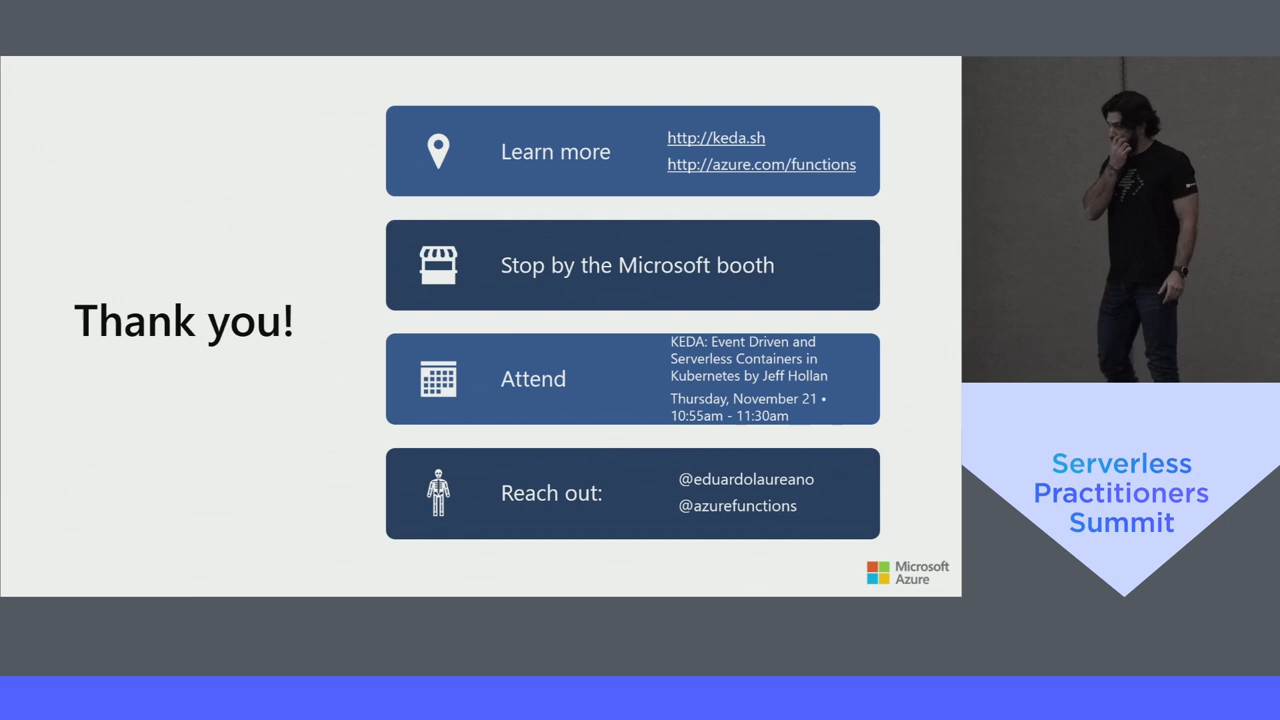 Thank you!
Learn more
http://keda.sh
http://azure.com/functions
Stop by the Microsoft booth
Attend
KEDA: Event Driven and
Serverless Containers in
Kubernetes by Jeff Hollan
Thursday, November 21 •
10:55am - 11:30am
Reach out:
@eduardolaureano
@azurefunctions
Microsoft
Azure
Serverless
Practitioners
Summit